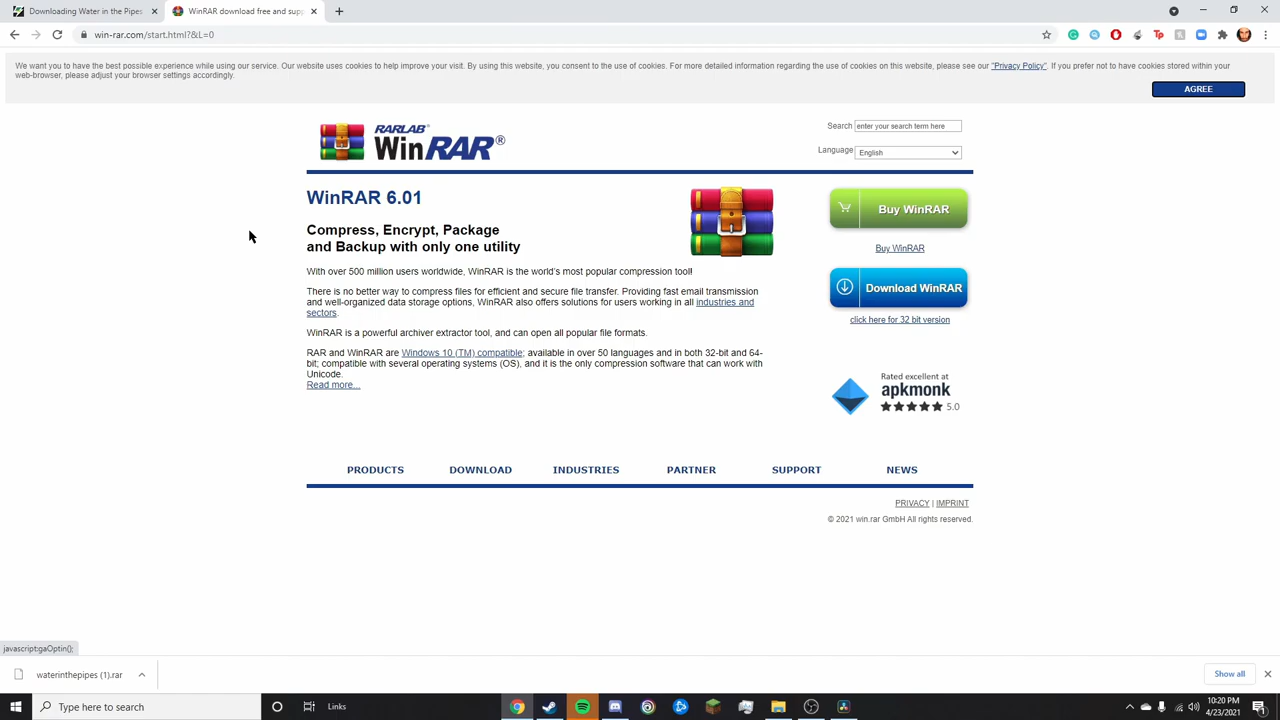 Downloading Water in the Pipes
WinRAR download free and supp
win-rar.com/start.html?&L=0
We want you to have the best possible experience while using our service. Our website uses cookies to help improve your visit. By using this website, you consent to the use of cookies. For more detailed information regarding the use of cookies on this website, please see our "Privacy Policy". If you prefer not to have cookies stored within your
web-browser, please adjust your browser settings accordingly.
AGREE
RARLAB®
WinRAR®
Search enter your search term here
Language English
WinRAR 6.01
Compress, Encrypt, Package
and Backup with only one utility
With over 500 million users worldwide, WinRAR is the world's most popular compression tool!
There is no better way to compress files for efficient and secure file transfer. Providing fast email transmission
and well-organized data storage options, WinRAR also offers solutions for users working in all industries and
sectors.
WinRAR is a powerful archiver extractor tool, and can open all popular file formats.
RAR and WinRAR are Windows 10 (TM) compatible; available in over 50 languages and in both 32-bit and 64-
bit; compatible with several operating systems (OS), and it is the only compression software that can work with
Unicode.
Read more...
Buy WinRAR
Buy WinRAR
Download WinRAR
click here for 32 bit version
Rated excellent at
apkmonk
5.0
PRODUCTS DOWNLOAD INDUSTRIES PARTNER SUPPORT NEWS
PRIVACY | IMPRINT
© 2021 win.rar GmbH All rights reserved.
javascript:gaOptin();
waterinthepipes (1).rar
Show all
Type here to search
Links
10:20 PM
4/23/2021